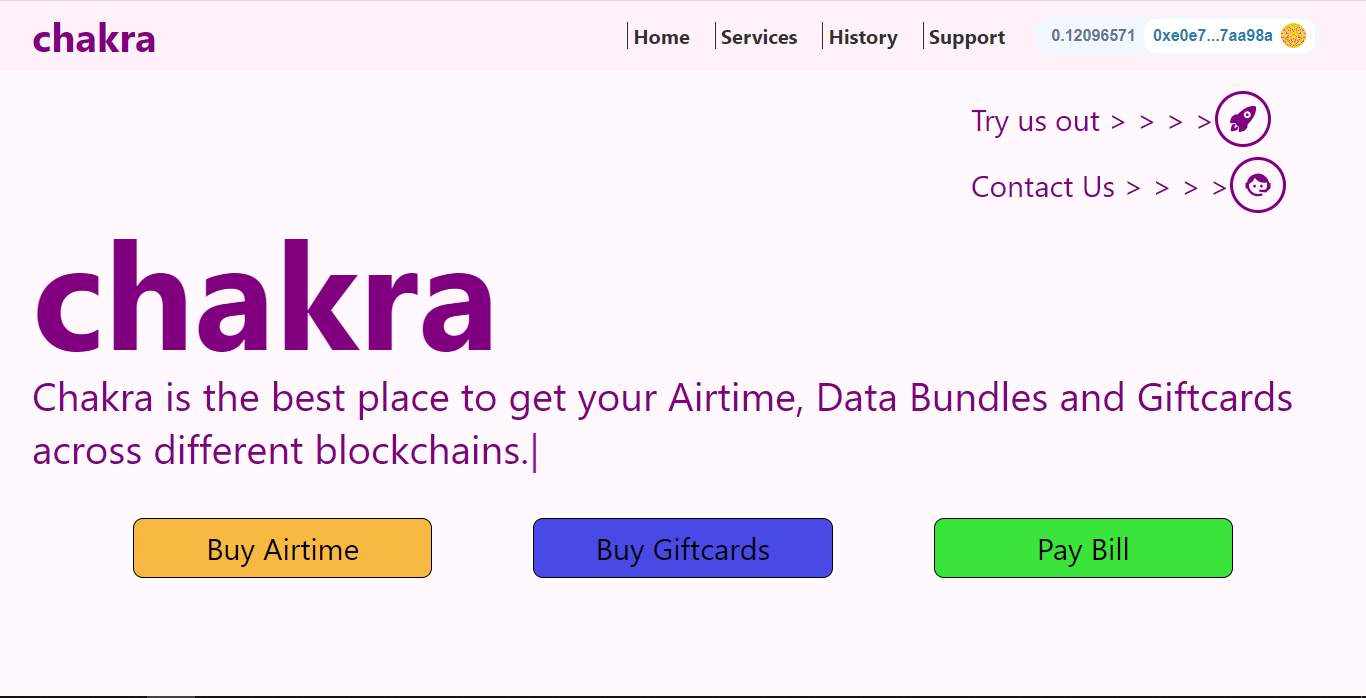 chakra
Home Services History Support 0.12096571 0xe0e7...7aa98a
Try us out > > > >
Contact Us > > > >
chakra
Chakra is the best place to get your Airtime, Data Bundles and Giftcards
across different blockchains.|
Buy Airtime Buy Giftcards Pay Bill